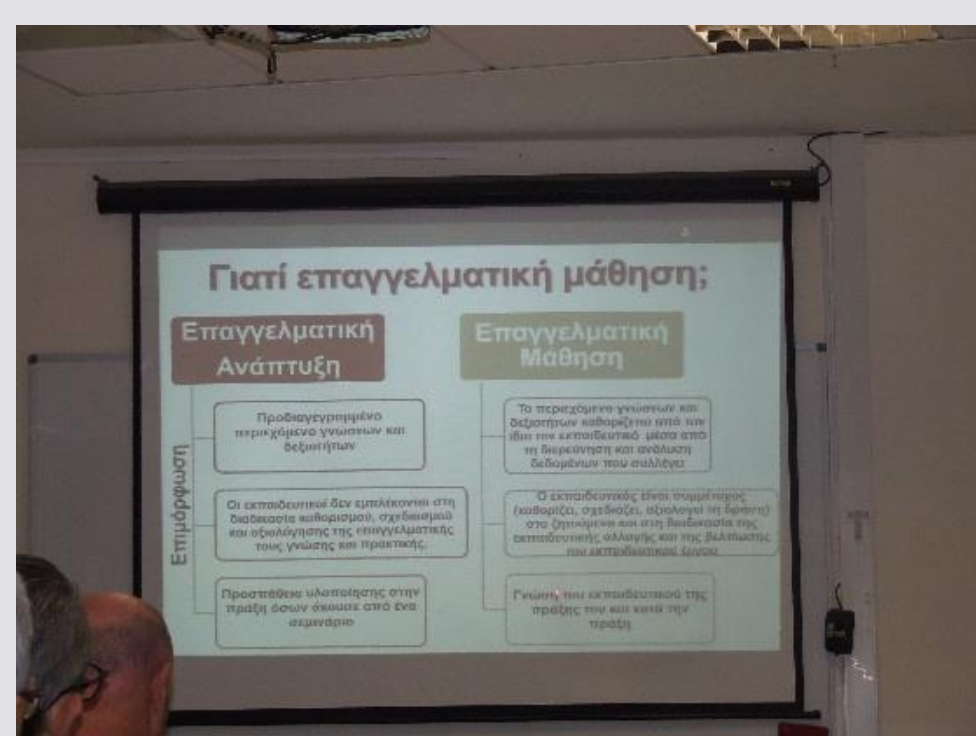 Γιατί επαγγελματική μάθηση;
Επαγγελματική
Ανάπτυξη
Επιμόρφωση
Προδιαγεγραμμένο
περιεχόμενο γνώσεων και
δεξιοτήτων
Οι εκπαιδευτικοί δεν εμπλέκονται στη
διαδικασία καθορισμού, σχεδιασμού
και αξιολόγησης της επαγγελματικής
τους γνώσης και πρακτικής.
Προσπάθεια υλοποίησης στην
πράξη όσων άκουσε από ένα
σεμινάριο
Επαγγελματική
Μάθηση
Το περιεχόμενο γνώσεων και
δεξιοτήτων καθορίζεται από τον
ίδιο τον εκπαιδευτικό μέσα από
τη διερεύνηση και ανάλυση
δεδομένων που συλλέγει
Ο εκπαιδευτικός είναι συμμέτοχος
(καθορίζει, σχεδιάζει, αξιολογεί τη δράση)
στο ζητούμενο και στη διαδικασία της
εκπαιδευτικής αλλαγής και της βελτίωσης
του εκπαιδευτικού έργου
Γνώση του εκπαιδευτικού της
πράξης του και κατά την
πράξη